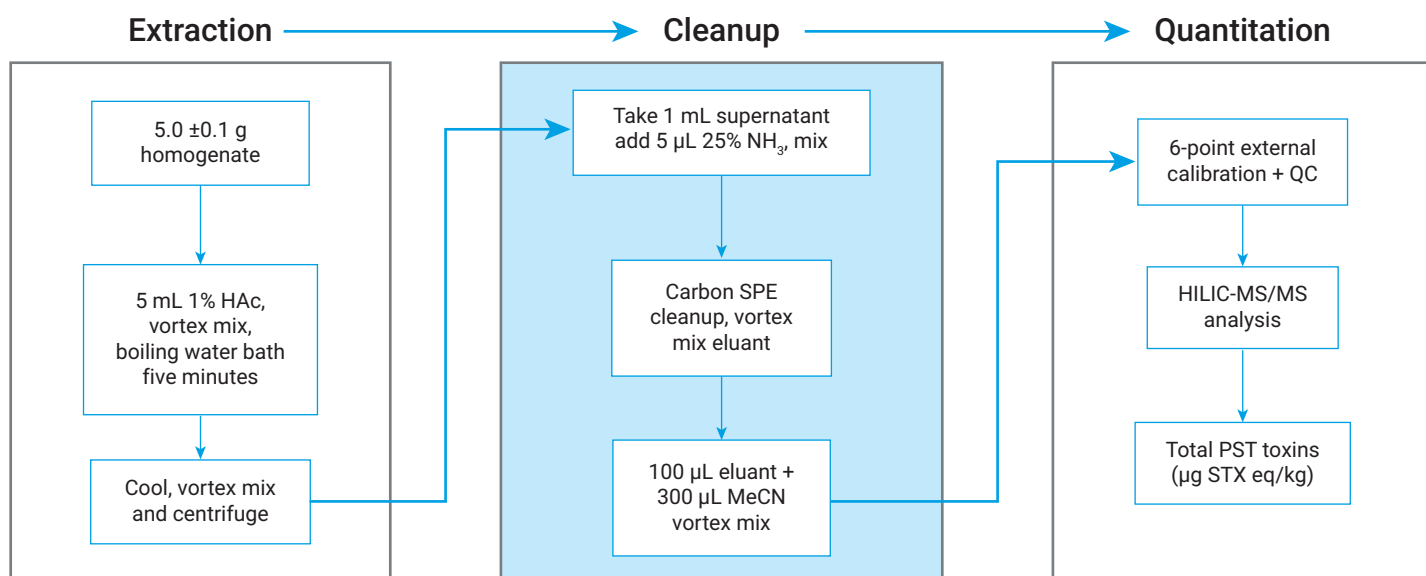 Extraction
Cleanup
Quantitation
5.0 ±0.1 g
homogenate
5 mL 1% HAc,
vortex mix,
boiling water bath
five minutes
Cool, vortex mix
and centrifuge
Take 1 mL supernatant
add 5 µL 25% NH₃, mix
Carbon SPE
cleanup, vortex
mix eluant
100 µL eluant +
300 µL MeCN
vortex mix
6-point external
calibration + QC
HILIC-MS/MS
analysis
Total PST toxins
(µg STX eq/kg)